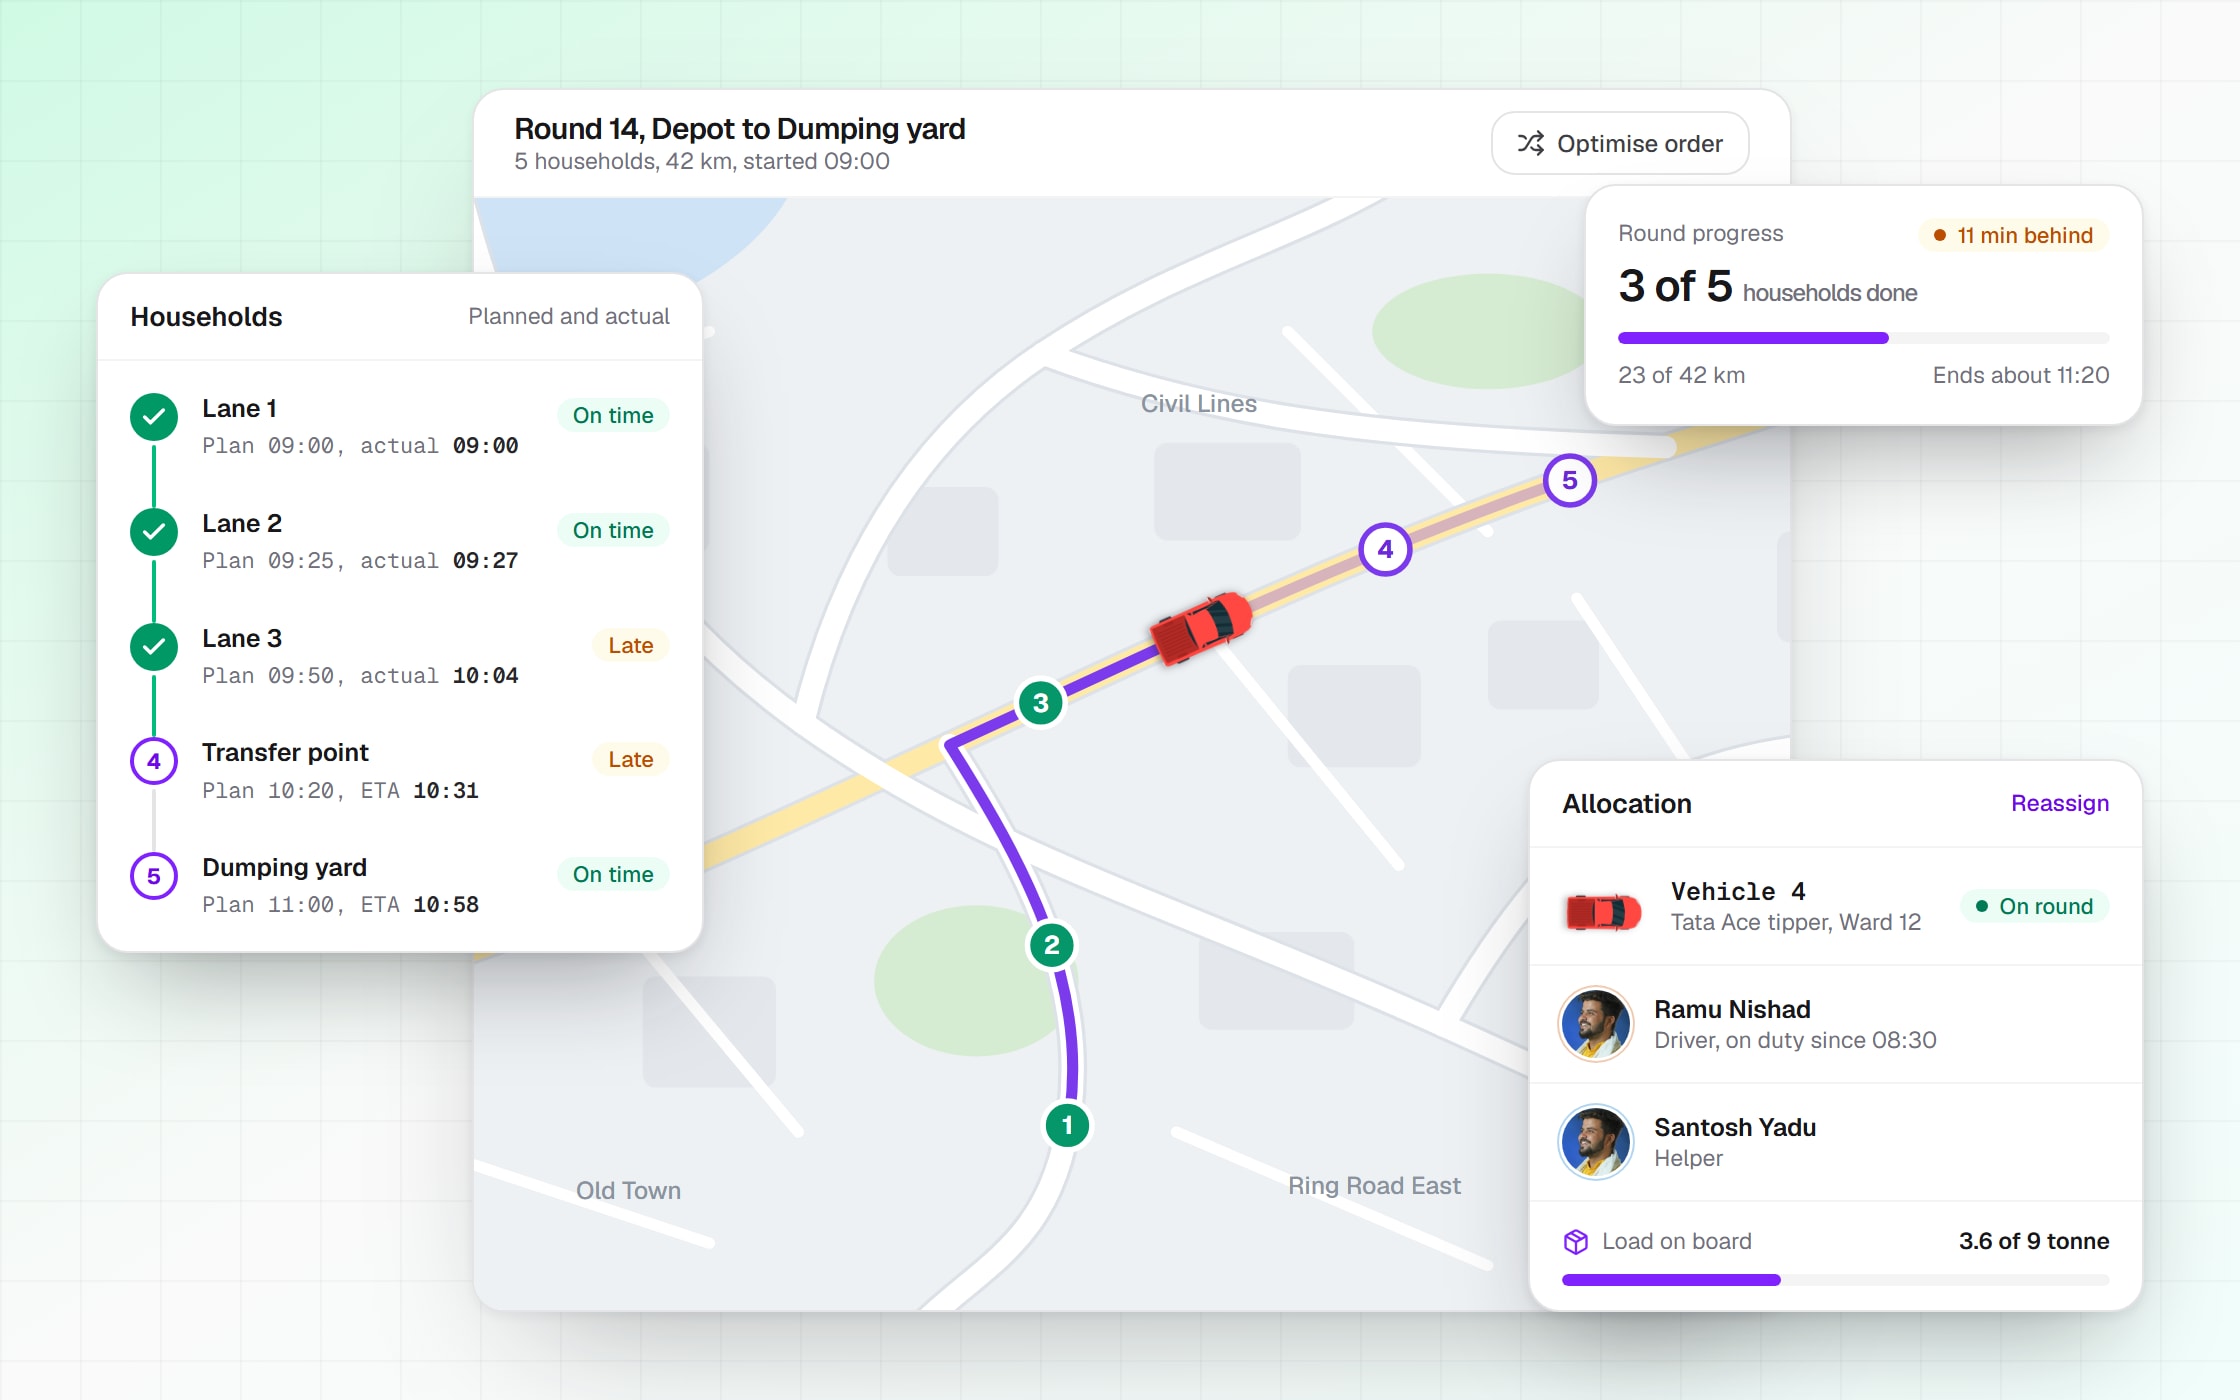 Round 14, Depot to Dumping yard
5 households, 42 km, started 09:00
Optimise order
Round progress
11 min behind
3 of 5 households done
23 of 42 km
Ends about 11:20
Households
Planned and actual
Lane 1
On time
Plan 09:00, actual 09:00
Lane 2
On time
Plan 09:25, actual 09:27
Lane 3
Late
Plan 09:50, actual 10:04
4
Transfer point
Late
Plan 10:20, ETA 10:31
5
Dumping yard
On time
Plan 11:00, ETA 10:58
Civil Lines
5
4
3
2
1
Old Town
Ring Road East
Allocation
Reassign
Vehicle 4
Tata Ace tipper, Ward 12
On round
Ramu Nishad
Driver, on duty since 08:30
Santosh Yadu
Helper
Load on board
3.6 of 9 tonne